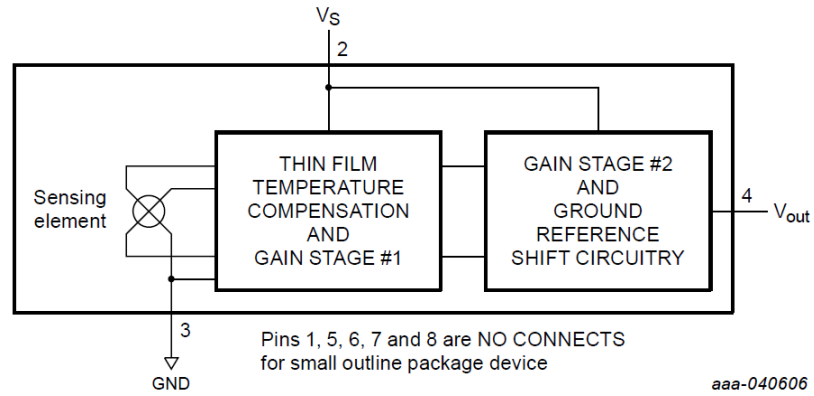 VS
2
THIN FILM
TEMPERATURE
COMPENSATION
AND
GAIN STAGE #1
GAIN STAGE #2
AND
GROUND
REFERENCE
SHIFT CIRCUITRY
Sensing
element
4
Vout
3
GND
Pins 1, 5, 6, 7 and 8 are NO CONNECTS
for small outline package device
aaa-040606